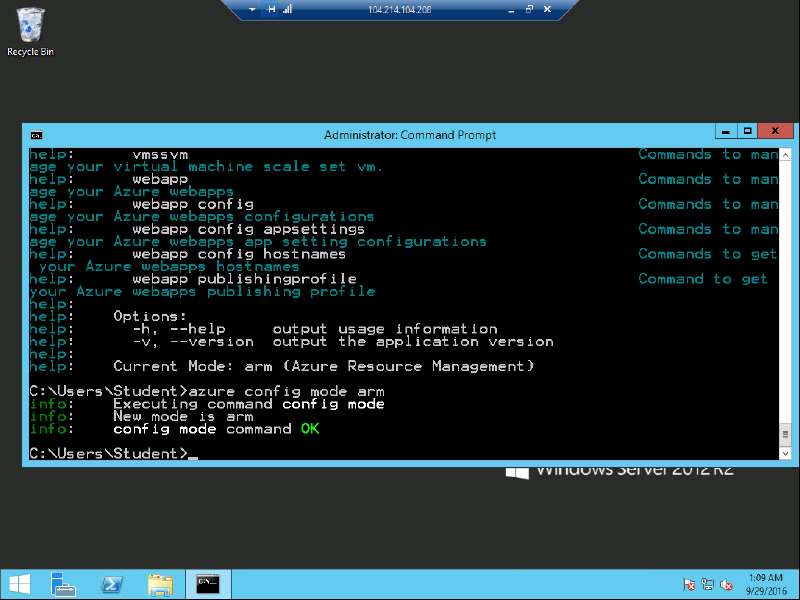 104.214.104.208
Recycle Bin
Administrator: Command Prompt
help:      vmssvm      Commands to man
age your virtual machine scale set vm.
help:      webapp      Commands to man
age your Azure webapps
help:      webapp config      Commands to man
age your Azure webapps configurations
help:      webapp config appsettings      Commands to man
age your Azure webapps app setting configurations
help:      webapp config hostnames      Commands to get
your Azure webapps hostnames
help:      webapp publishingprofile      Command to get
your Azure webapps publishing profile
help:
help:    Options:
help:      -h, --help     output usage information
help:      -v, --version  output the application version
help:
help:    Current Mode: arm (Azure Resource Management)
C:\Users\Student>azure config mode arm
info:    Executing command config mode
info:    New mode is arm
info:    config mode command OK
C:\Users\Student>_
Windows Server 2012 R2
1:09 AM
9/29/2016